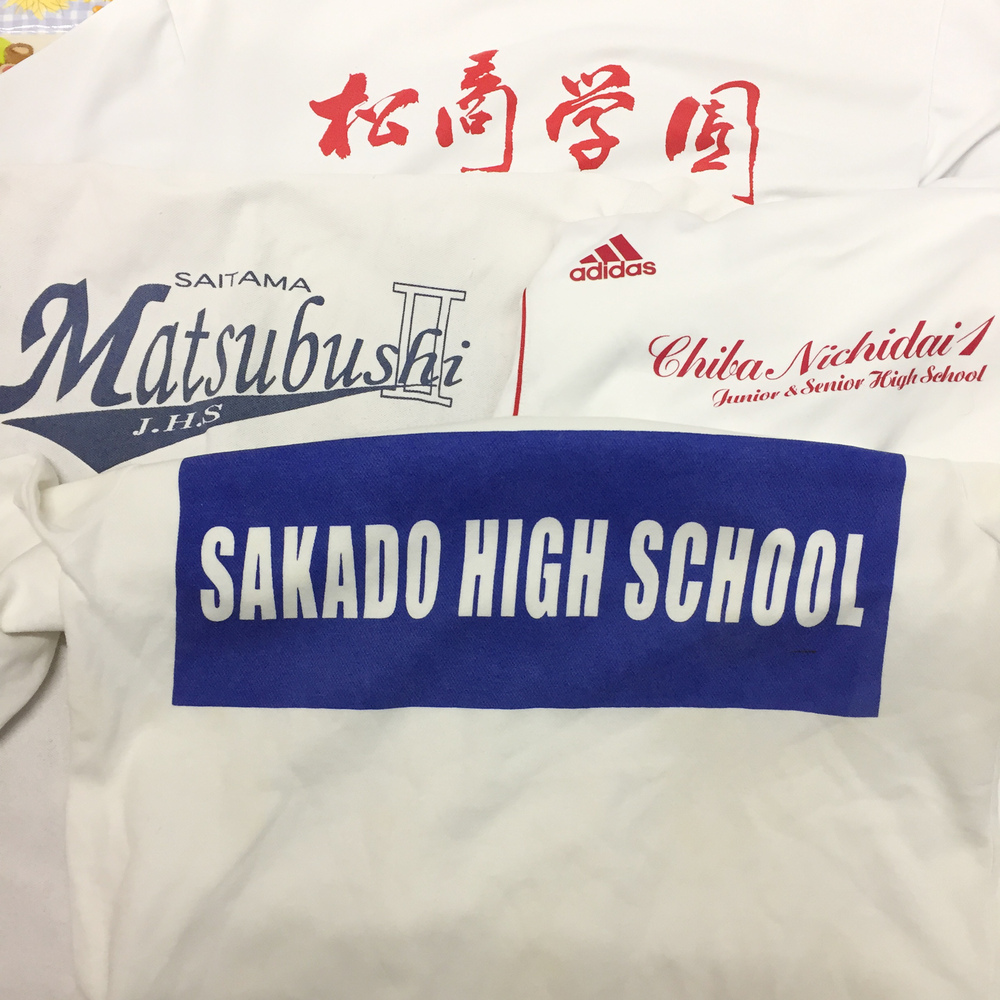 松商学園
SAITAMA
Matsubushi II
J.H.S
adidas
Chiba Nichidai 1
Junior & Senior High School
SAKADO HIGH SCHOOL